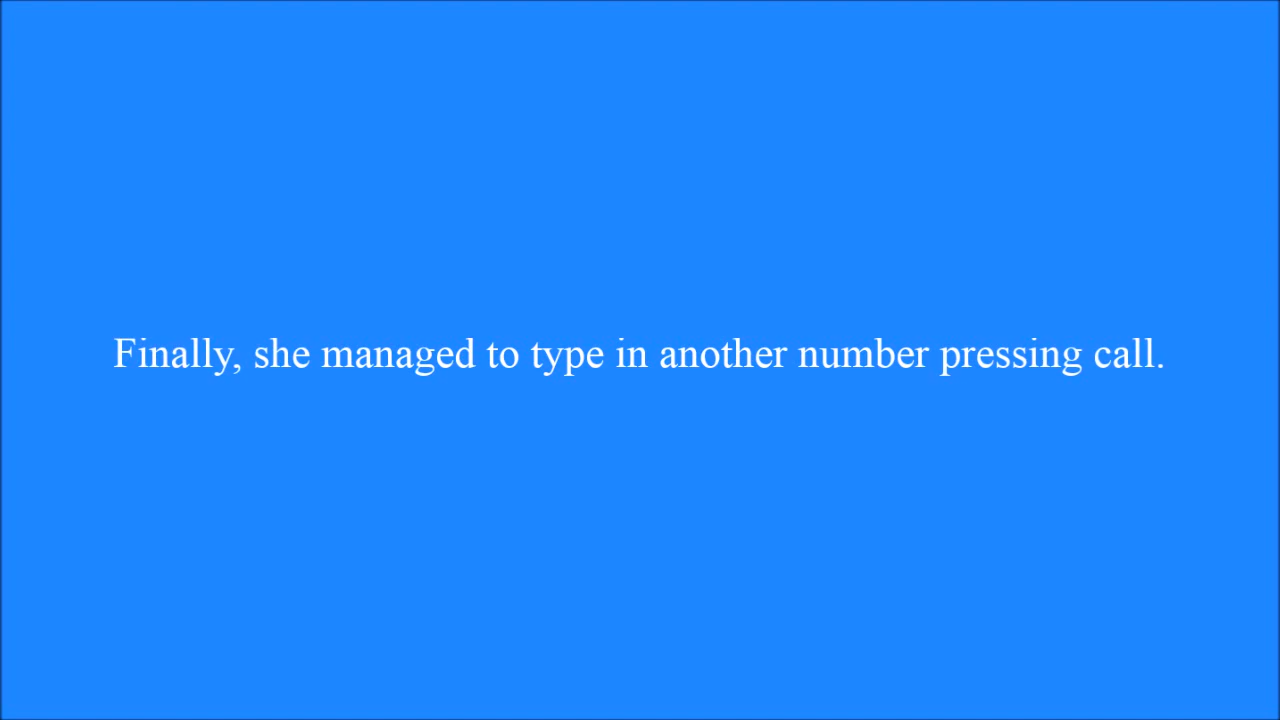 Finally, she managed to type in another number pressing call.